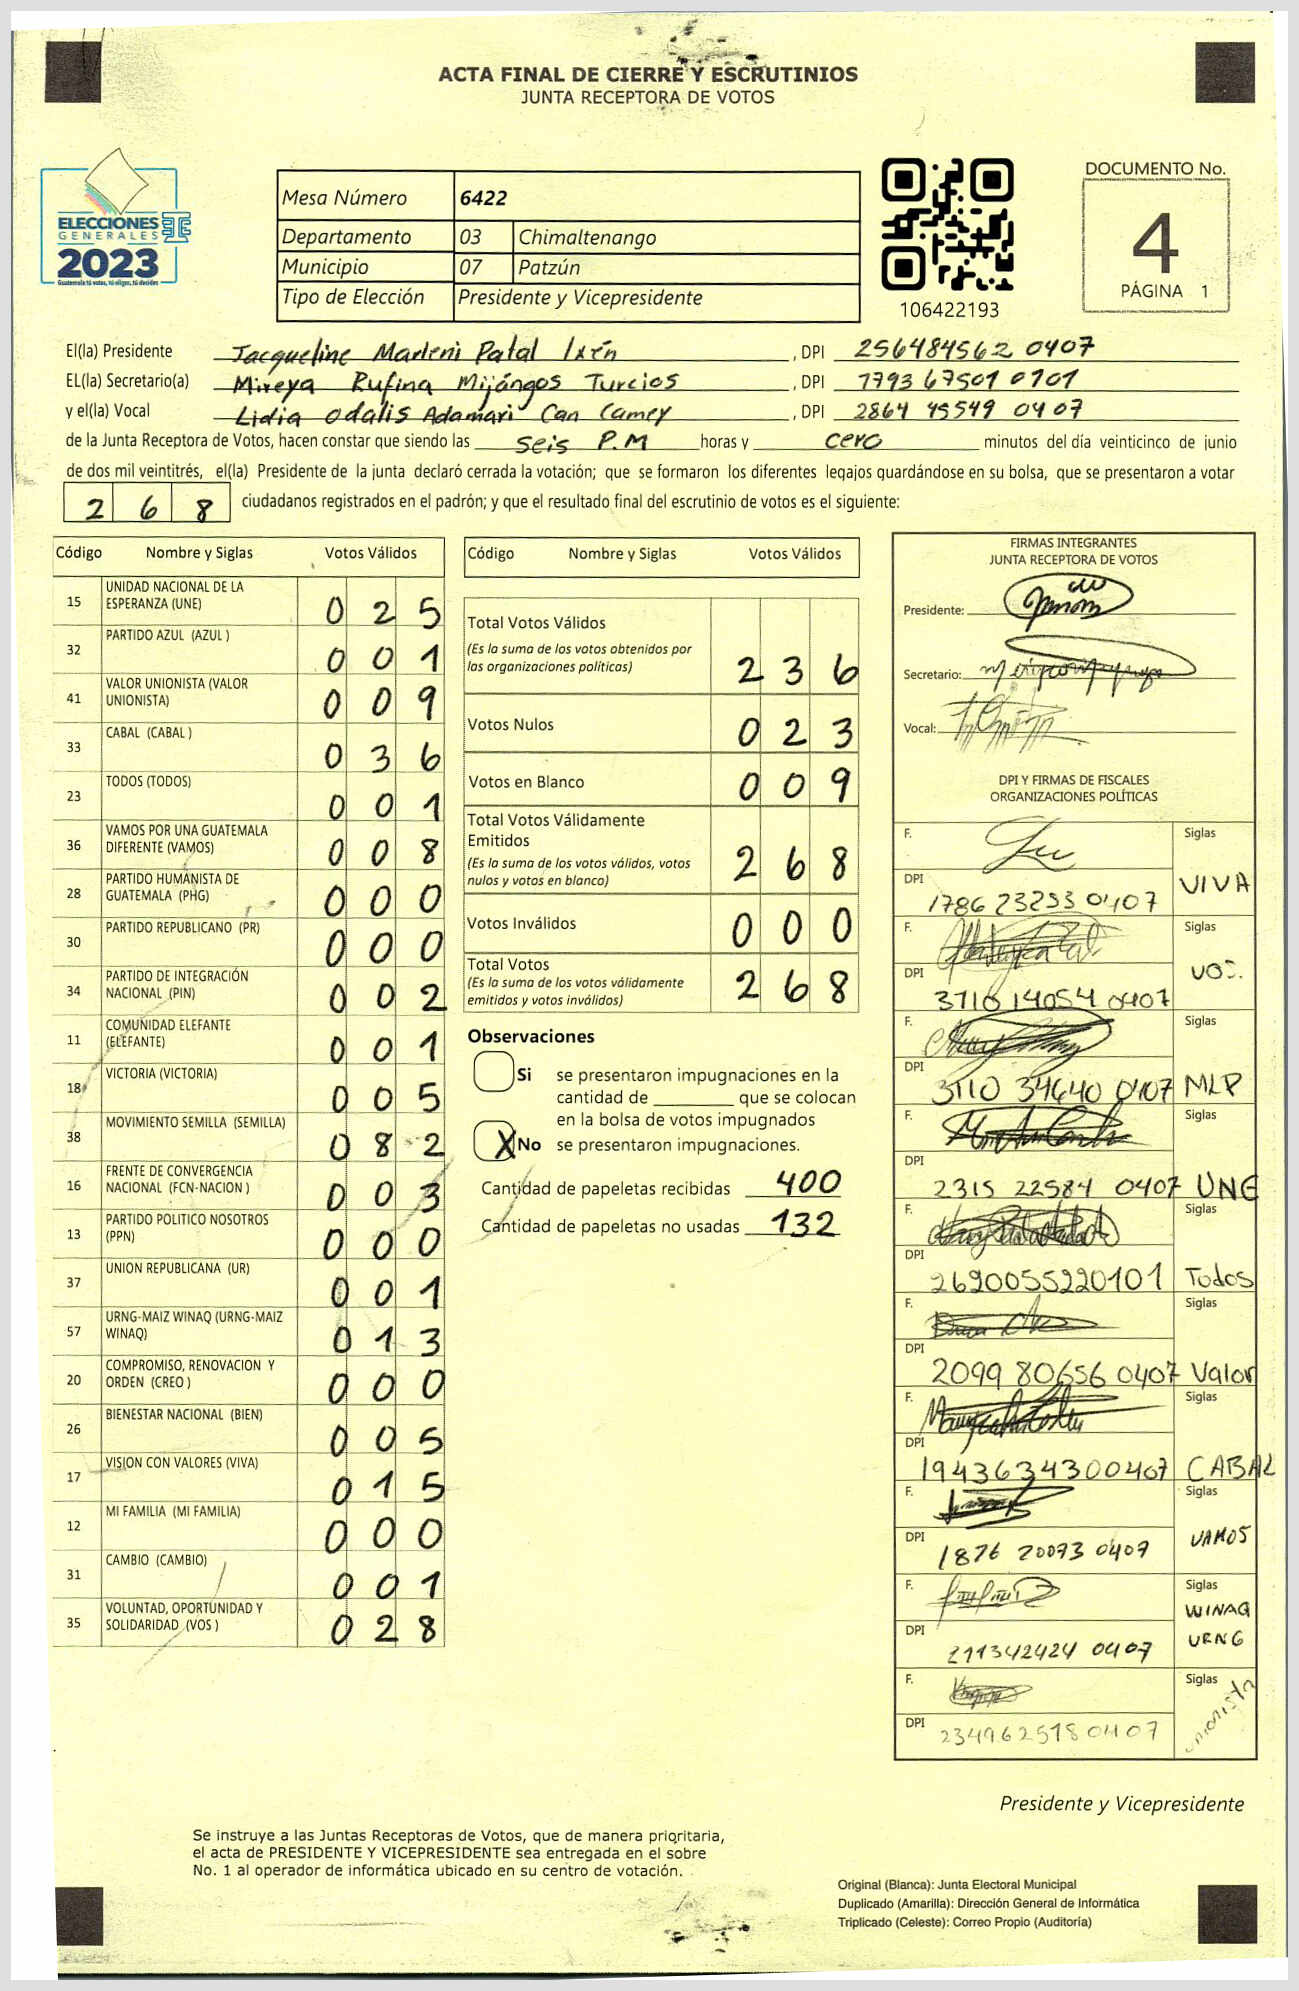 ACTA FINAL DE CIERRE Y ESCRUTINIOS
JUNTA RECEPTORA DE VOTOS
ELECCIONES
GENERALES
2023
Guatemala tú votas, tú eliges, tú decides
Mesa Número 6422
Departamento 03 Chimaltenango
Municipio 07 Patzún
Tipo de Elección Presidente y Vicepresidente
106422193
DOCUMENTO No.
4
PÁGINA 1
El(la) Presidente Jacqueline Marleni Patal Ixén , DPI 256484562 0407
EL(la) Secretario(a) Mireya Rufina Mijángos Turcios , DPI 1793 67501 0101
y el(la) Vocal Lidia Odalis Adamari Can Camey , DPI 2864 45549 0407
de la Junta Receptora de Votos, hacen constar que siendo las seis P.M horas y cero minutos del día veinticinco de junio
de dos mil veintitrés, el(la) Presidente de la junta declaró cerrada la votación; que se formaron los diferentes legajos guardándose en su bolsa, que se presentaron a votar
2 6 8 ciudadanos registrados en el padrón; y que el resultado final del escrutinio de votos es el siguiente:
Código Nombre y Siglas Votos Válidos
15 UNIDAD NACIONAL DE LA ESPERANZA (UNE) 0 2 5
32 PARTIDO AZUL (AZUL ) 0 0 1
41 VALOR UNIONISTA (VALOR UNIONISTA) 0 0 9
33 CABAL (CABAL ) 0 3 6
23 TODOS (TODOS) 0 0 1
36 VAMOS POR UNA GUATEMALA DIFERENTE (VAMOS) 0 0 8
28 PARTIDO HUMANISTA DE GUATEMALA (PHG) 0 0 0
30 PARTIDO REPUBLICANO (PR) 0 0 0
34 PARTIDO DE INTEGRACIÓN NACIONAL (PIN) 0 0 2
11 COMUNIDAD ELEFANTE (ELEFANTE) 0 0 1
18 VICTORIA (VICTORIA) 0 0 5
38 MOVIMIENTO SEMILLA (SEMILLA) 0 8 2
16 FRENTE DE CONVERGENCIA NACIONAL (FCN-NACION ) 0 0 3
13 PARTIDO POLITICO NOSOTROS (PPN) 0 0 0
37 UNION REPUBLICANA (UR) 0 0 1
57 URNG-MAIZ WINAQ (URNG-MAIZ WINAQ) 0 1 3
20 COMPROMISO, RENOVACION Y ORDEN (CREO ) 0 0 0
26 BIENESTAR NACIONAL (BIEN) 0 0 5
17 VISION CON VALORES (VIVA) 0 1 5
12 MI FAMILIA (MI FAMILIA) 0 0 0
31 CAMBIO (CAMBIO) 0 0 1
35 VOLUNTAD, OPORTUNIDAD Y SOLIDARIDAD (VOS ) 0 2 8
Código Nombre y Siglas Votos Válidos
Total Votos Válidos
(Es la suma de los votos obtenidos por
las organizaciones politicas) 2 3 6
Votos Nulos 0 2 3
Votos en Blanco 0 0 9
Total Votos Válidamente
Emitidos
(Es la suma de los votos válidos, votos
nulos y votos en blanco) 2 6 8
Votos Inválidos 0 0 0
Total Votos
(Es la suma de los votos válidamente
emitidos y votos inválidos) 2 6 8
Observaciones
Si se presentaron impugnaciones en la
cantidad de ________ que se colocan
en la bolsa de votos impugnados
X No se presentaron impugnaciones.
Cantidad de papeletas recibidas 400
Cantidad de papeletas no usadas 132
FIRMAS INTEGRANTES
JUNTA RECEPTORA DE VOTOS
Presidente:
Secretario:
Vocal:
DPI Y FIRMAS DE FISCALES
ORGANIZACIONES POLÍTICAS
F. Siglas
DPI 1786 23253 0407 VIVA
F. Siglas
DPI 3710 14054 0407 VOS.
F. Siglas
DPI 3110 34640 0407 MLP
F. Siglas
DPI 2315 22584 0407 UNE
F. Siglas
DPI 2620055220101 Todos
F. Siglas
DPI 2099 80656 0407 Valor
F. Siglas
DPI 1943634300407 CABAL
F. Siglas
DPI 1876 20073 0407 VAMOS
F. Siglas
WINAQ
URNG
DPI 211342424 0407
F. Siglas
DPI 2349625180407 unionista
Presidente y Vicepresidente
Se instruye a las Juntas Receptoras de Votos, que de manera prioritaria,
el acta de PRESIDENTE Y VICEPRESIDENTE sea entregada en el sobre
No. 1 al operador de informática ubicado en su centro de votación.
Original (Blanca): Junta Electoral Municipal
Duplicado (Amarilla): Dirección General de Informática
Triplicado (Celeste): Correo Propio (Auditoría)